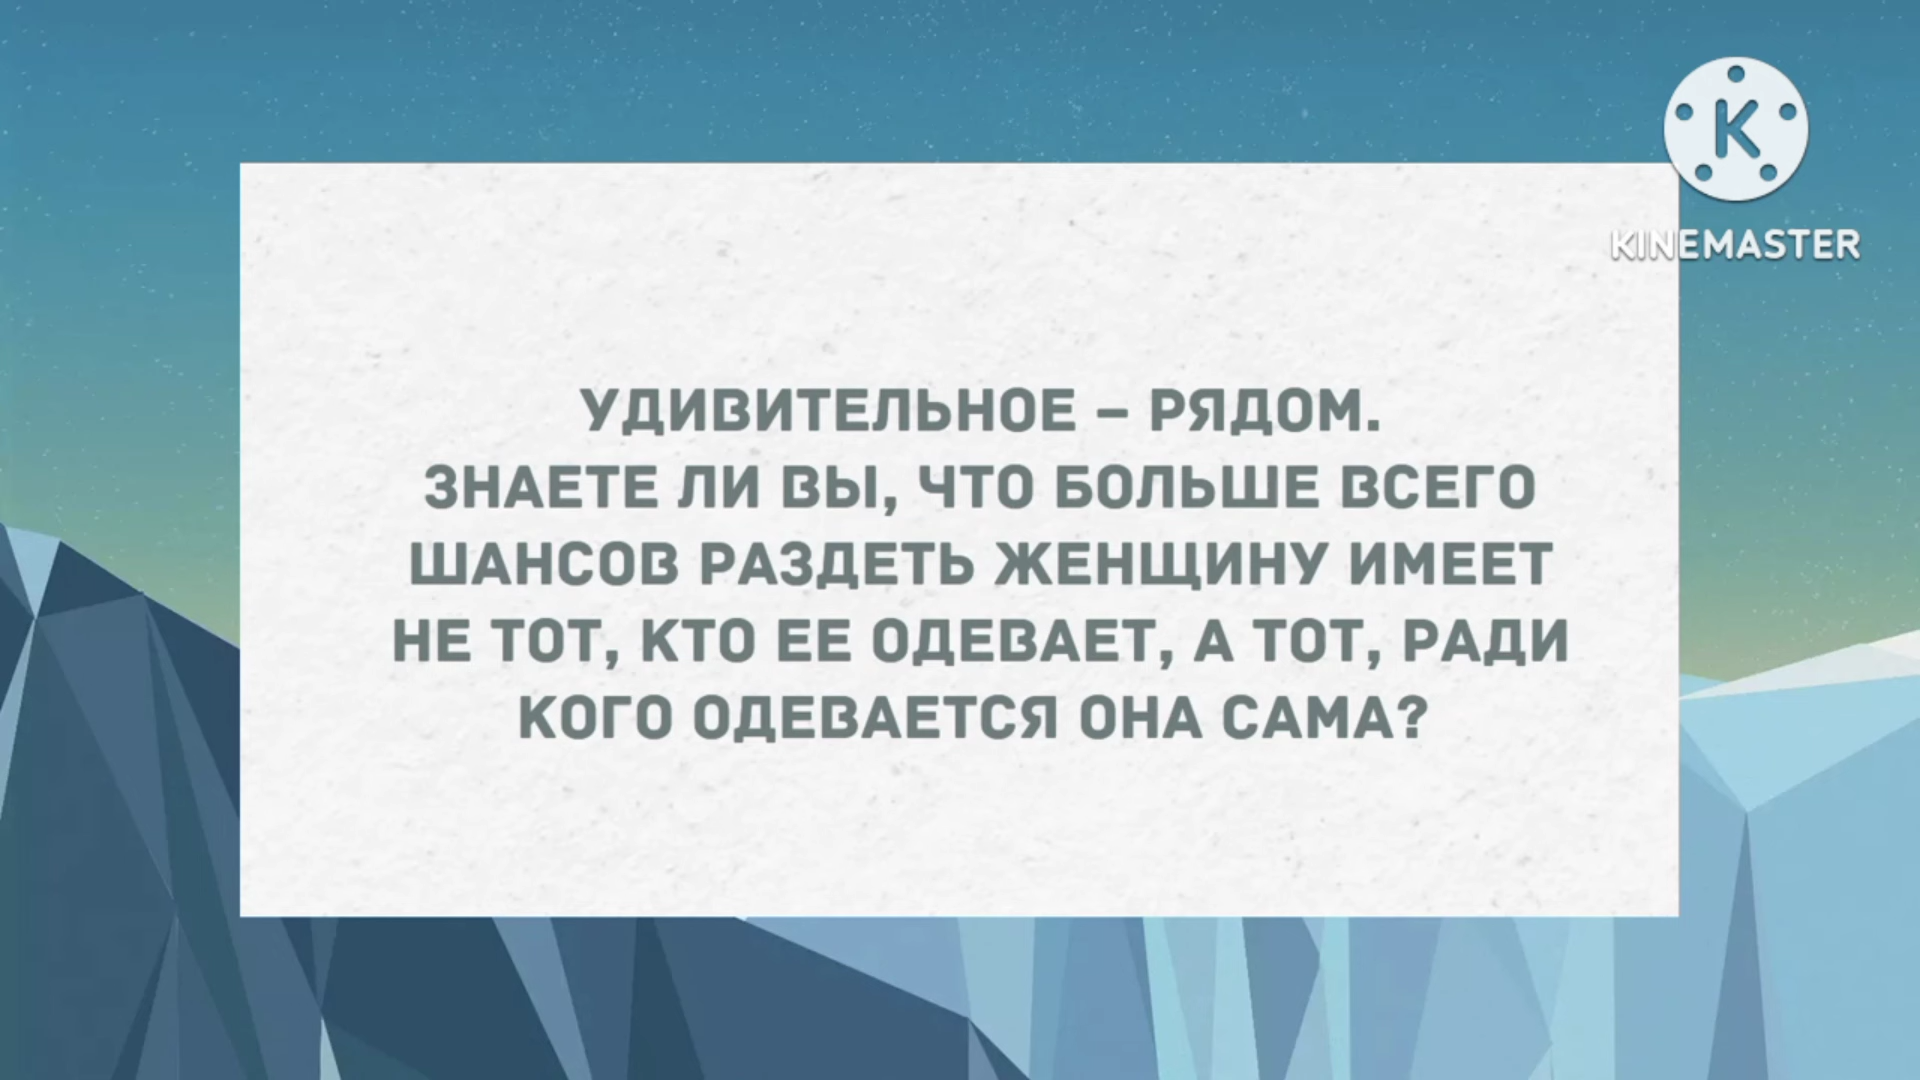 KINEMASTER
УДИВИТЕЛЬНОЕ – РЯДОМ.
ЗНАЕТЕ ЛИ ВЫ, ЧТО БОЛЬШЕ ВСЕГО
ШАНСОВ РАЗДЕТЬ ЖЕНЩИНУ ИМЕЕТ
НЕ ТОТ, КТО ЕЕ ОДЕВАЕТ, А ТОТ, РАДИ
КОГО ОДЕВАЕТСЯ ОНА САМА?